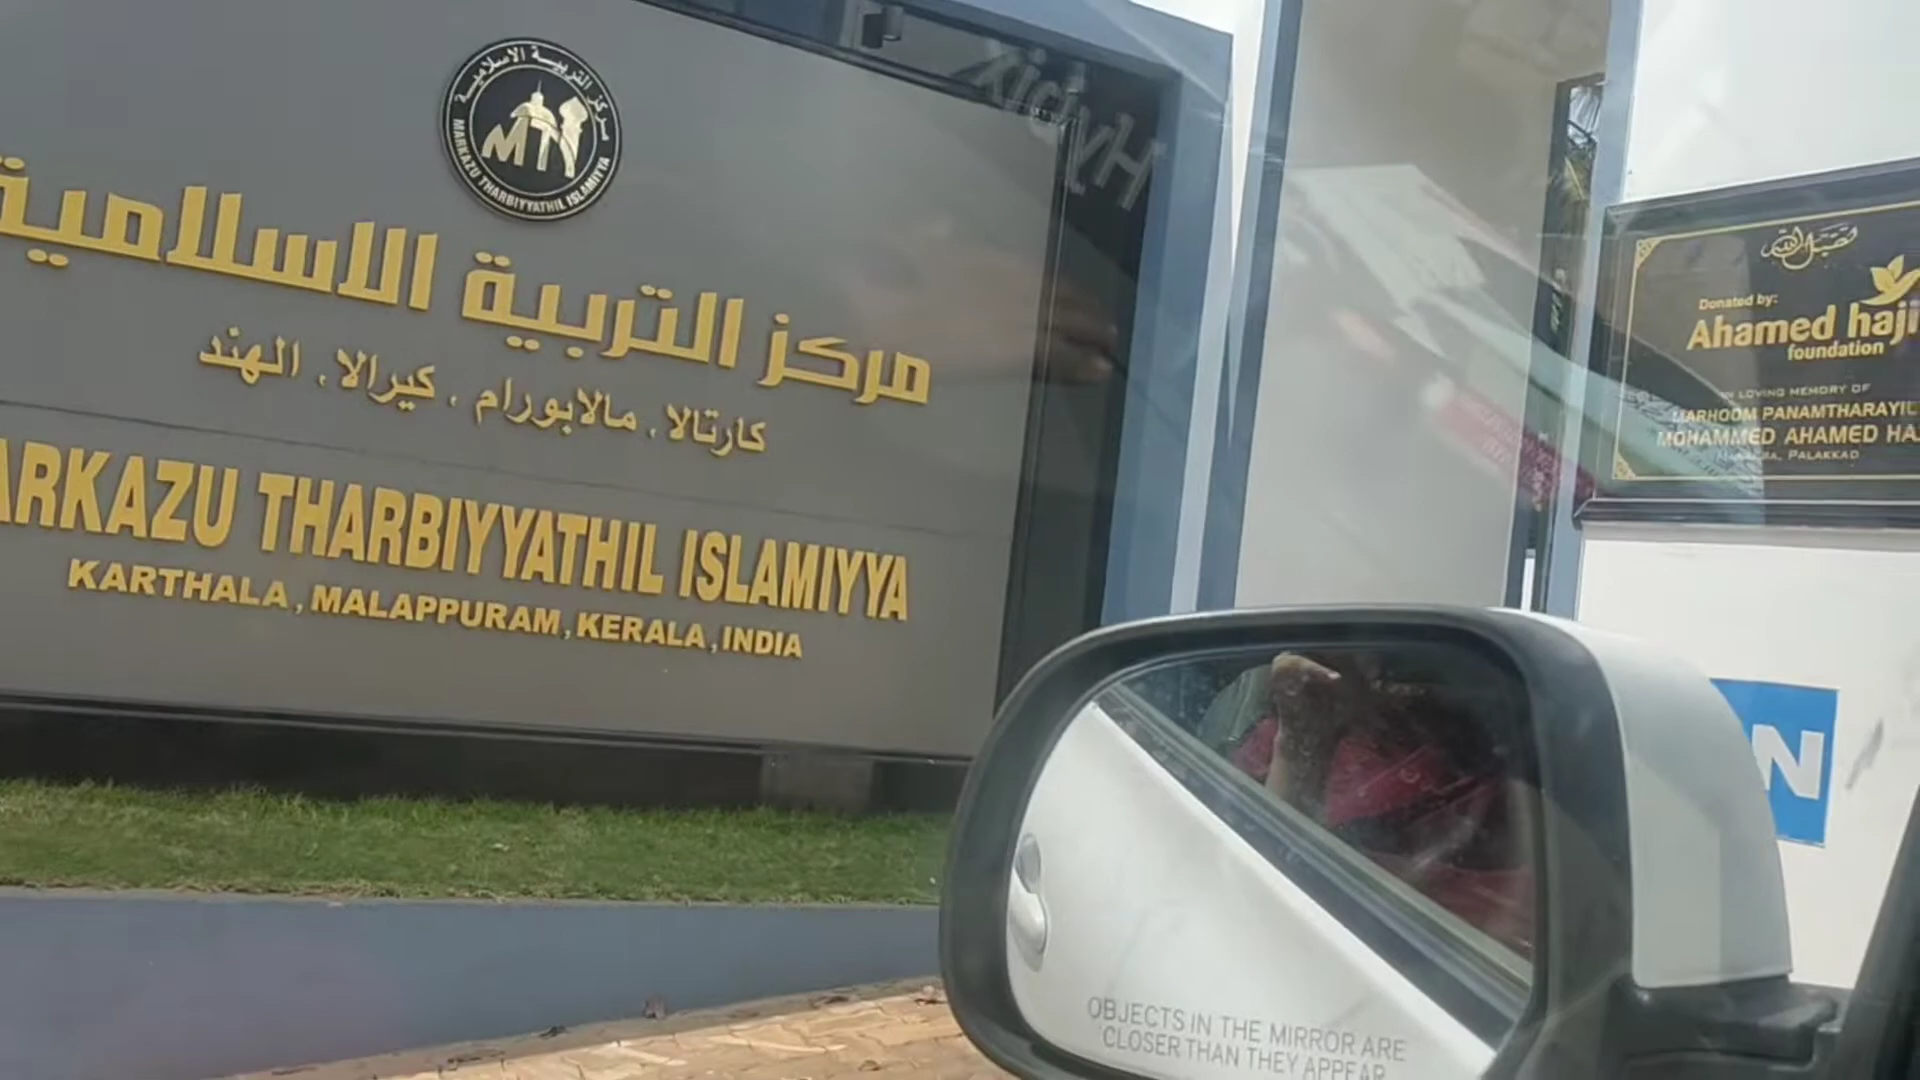 مركز التربية الاسلامية
MTI
MARKAZU THARBIYYATHIL ISLAMIYYA
مركز التربية الاسلامية
كارتالا، مالابورام، كيرالا، الهند
ARKAZU THARBIYYATHIL ISLAMIYYA
KARTHALA, MALAPPURAM, KERALA, INDIA
تقبل الله
Donated by:
Ahamed haji
foundation
IN LOVING MEMORY OF
MARHOOM PANAMTHARAYIL
MOHAMMED AHAMED HA
PALAKKAD
N
OBJECTS IN THE MIRROR ARE
CLOSER THAN THEY APPEAR